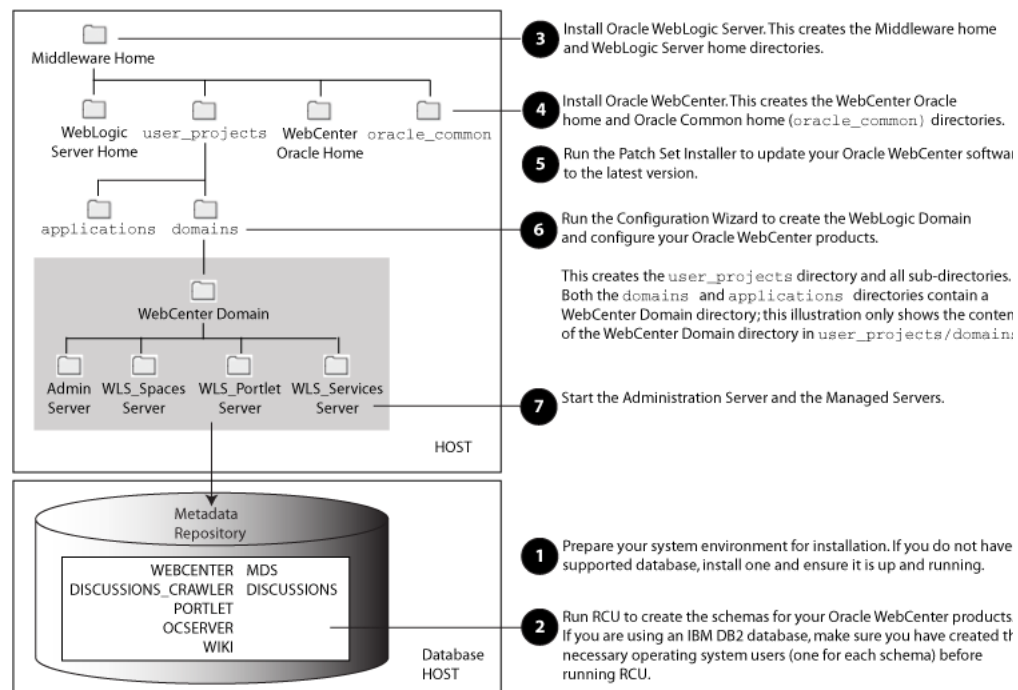 Middleware Home
WebLogic
Server Home
user_projects
WebCenter
Oracle Home
oracle_common
applications
domains
WebCenter Domain
Admin
Server
WLS_Spaces
Server
WLS_Portlet
Server
WLS_Services
Server
HOST
Metadata
Repository
WEBCENTER MDS
DISCUSSIONS_CRAWLER DISCUSSIONS
PORTLET
OCSERVER
WIKI
Database
HOST
3 Install Oracle WebLogic Server. This creates the Middleware home
and WebLogic Server home directories.
4 Install Oracle WebCenter. This creates the WebCenter Oracle
home and Oracle Common home (oracle_common) directories.
5 Run the Patch Set Installer to update your Oracle WebCenter
to the latest version.
6 Run the Configuration Wizard to create the WebLogic Domain
and configure your Oracle WebCenter products.
This creates the user_projects directory and all sub-directories.
Both the domains and applications directories contain a
WebCenter Domain directory; this illustration only shows the
of the WebCenter Domain directory in user_projects/domains
7 Start the Administration Server and the Managed Servers.
1 Prepare your system environment for installation. If you do not have
supported database, install one and ensure it is up and running.
2 Run RCU to create the schemas for your Oracle WebCenter products.
If you are using an IBM DB2 database, make sure you have created
necessary operating system users (one for each schema) before
running RCU.